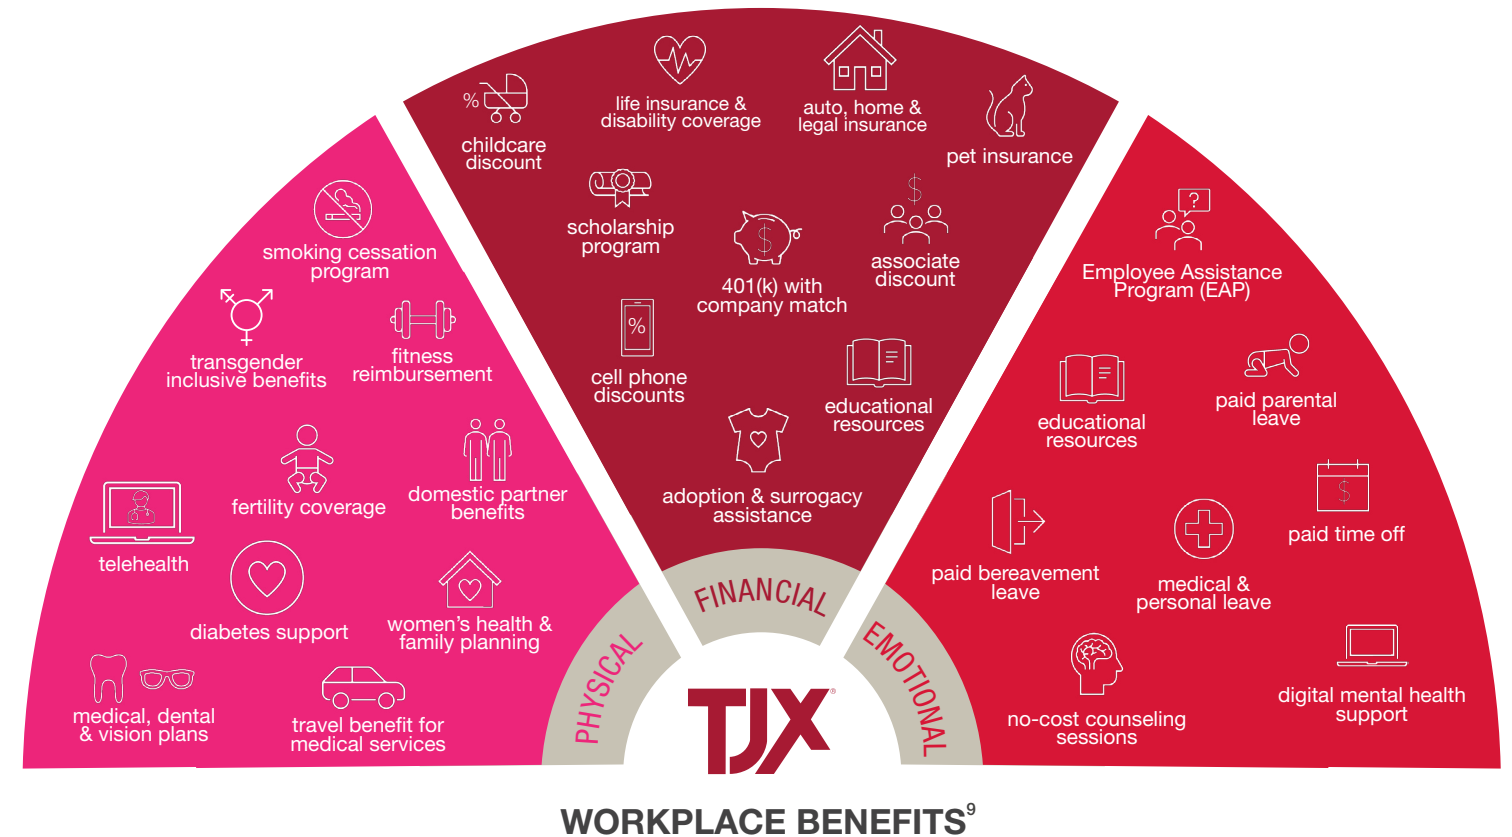 smoking cessation
program
transgender
inclusive benefits
fitness
reimbursement
fertility coverage
domestic partner
benefits
telehealth
diabetes support
women's health &
family planning
medical, dental
& vision plans
travel benefit for
medical services
PHYSICAL
%
childcare
discount
life insurance &
disability coverage
auto, home &
legal insurance
pet insurance
scholarship
program
$
401(k) with
company match
$
associate
discount
%
cell phone
discounts
educational
resources
adoption & surrogacy
assistance
FINANCIAL
?
Employee Assistance
Program (EAP)
educational
resources
paid parental
leave
paid bereavement
leave
medical &
personal leave
$
paid time off
no-cost counseling
sessions
digital mental health
support
EMOTIONAL
TJX®
WORKPLACE BENEFITS⁹